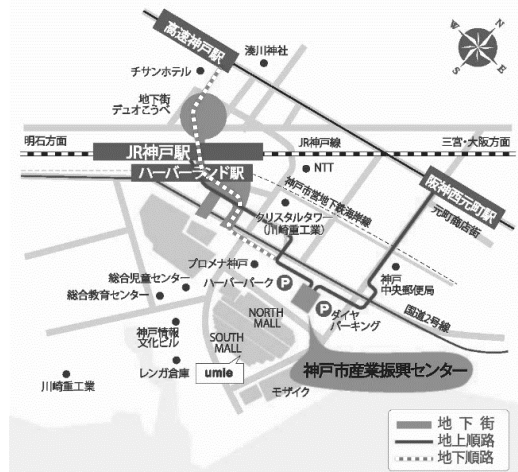 高速神戸駅
湊川神社
W
N
S
E
チサンホテル
地下街
デュオこうべ
明石方面
JR神戸線
三宮・大阪方面
JR神戸駅
NTT
ハーバーランド駅
神戸市営地下鉄海岸線
阪神西元町駅
元町商店街
クリスタルタワー
(川崎重工業)
プロメナ神戸
神戸
中央郵便局
総合児童センター
ハーバーパーク
P
総合教育センター
国道2号線
NORTH
MALL
P
ダイヤ
パーキング
神戸情報
文化ビル
SOUTH
MALL
神戸市産業振興センター
レンガ倉庫
umie
川崎重工業
モザイク
地下街
地上順路
地下順路